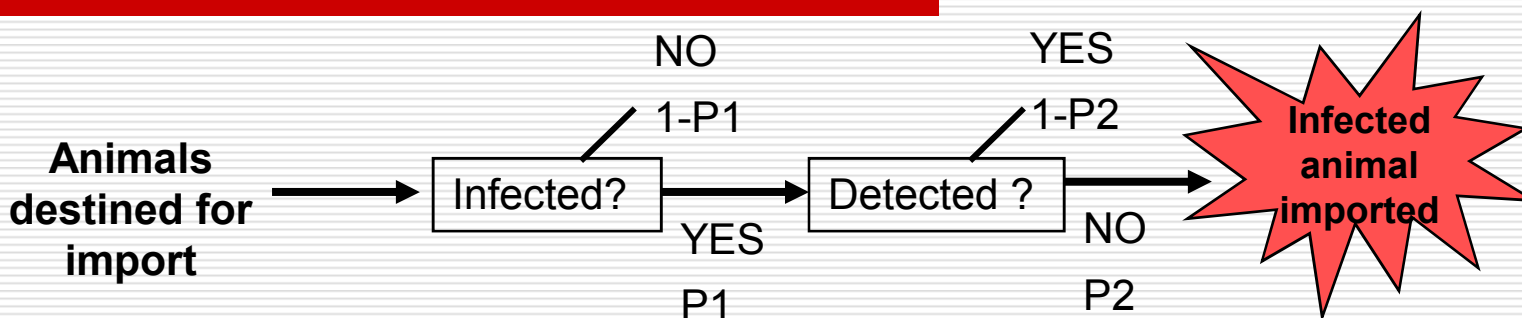 Animals
destined for
import
Infected?
NO
1-P1
YES
P1
Detected ?
YES
1-P2
NO
P2
Infected
animal
imported